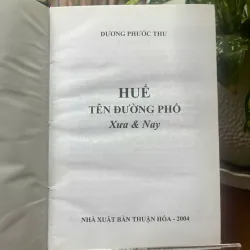 DƯƠNG PHƯỚC THU
HUẾ
TÊN ĐƯỜNG PHỐ
Xưa & Nay
NHÀ XUẤT BẢN THUẬN HÓA - 2004